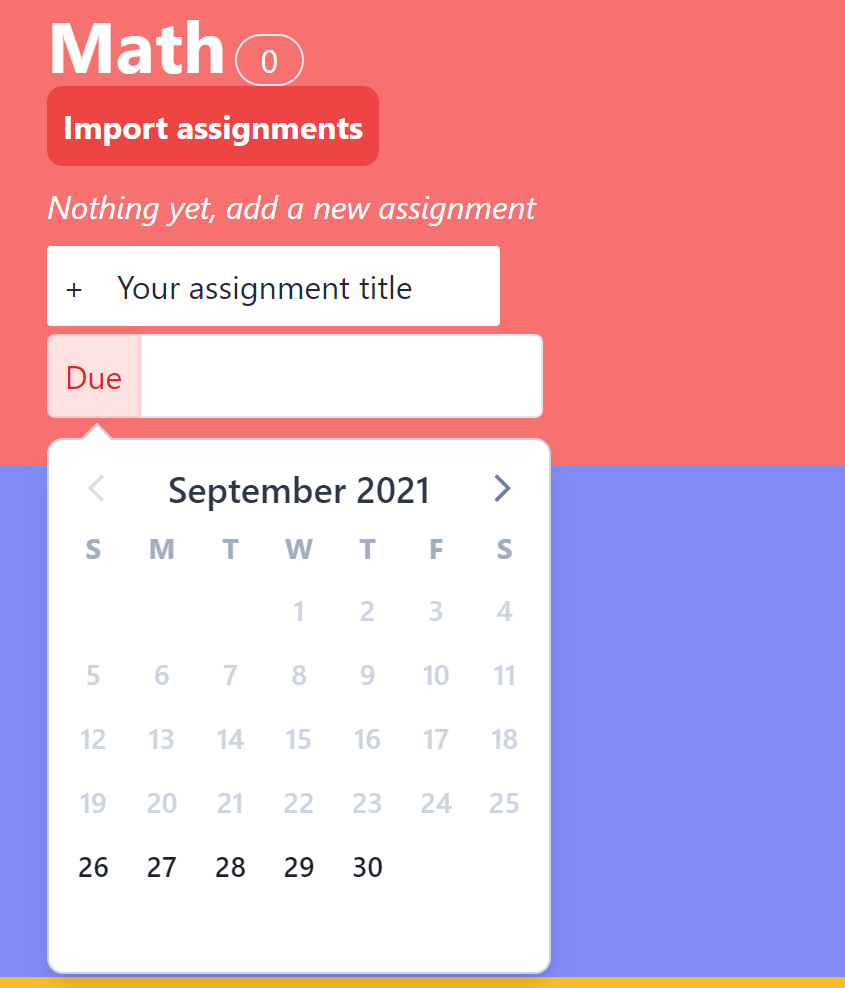 Math 0
Import assignments
Nothing yet, add a new assignment
+ Your assignment title
Due
September 2021
S M T W T F S
1 2 3 4
5 6 7 8 9 10 11
12 13 14 15 16 17 18
19 20 21 22 23 24 25
26 27 28 29 30